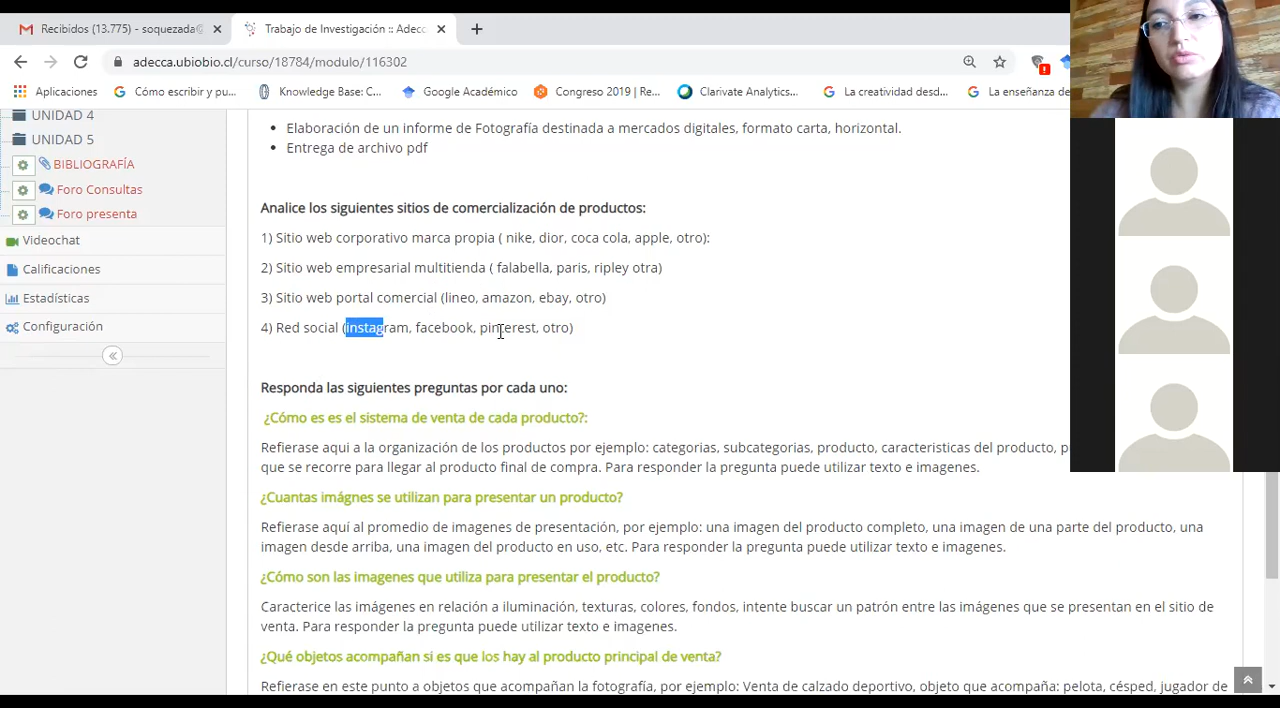 Recibidos (13.775) - soquezada@
Trabajo de Investigación :: Adecc
adecca.ubiobio.cl/curso/18784/modulo/116302
Aplicaciones
Cómo escribir y pu...
Knowledge Base: C...
Google Académico
Congreso 2019 | Re...
Clarivate Analytics...
La creatividad desd...
La enseñanza de
UNIDAD 4
UNIDAD 5
BIBLIOGRAFÍA
Foro Consultas
Foro presenta
Videochat
Calificaciones
Estadísticas
Configuración
• Elaboración de un informe de Fotografía destinada a mercados digitales, formato carta, horizontal.
• Entrega de archivo pdf
Analice los siguientes sitios de comercialización de productos:
1) Sitio web corporativo marca propia ( nike, dior, coca cola, apple, otro):
2) Sitio web empresarial multitienda ( falabella, paris, ripley otra)
3) Sitio web portal comercial (lineo, amazon, ebay, otro)
4) Red social (instagram, facebook, pinterest, otro)
Responda las siguientes preguntas por cada uno:
¿Cómo es es el sistema de venta de cada producto?:
Refierase aqui a la organización de los productos por ejemplo: categorias, subcategorias, producto, caracteristicas del producto,
que se recorre para llegar al producto final de compra. Para responder la pregunta puede utilizar texto e imagenes.
¿Cuantas imágnes se utilizan para presentar un producto?
Refierase aquí al promedio de imagenes de presentación, por ejemplo: una imagen del producto completo, una imagen de una parte del producto, una
imagen desde arriba, una imagen del producto en uso, etc. Para responder la pregunta puede utilizar texto e imagenes.
¿Cómo son las imagenes que utiliza para presentar el producto?
Caracterice las imágenes en relación a iluminación, texturas, colores, fondos, intente buscar un patrón entre las imágenes que se presentan en el sitio de
venta. Para responder la pregunta puede utilizar texto e imagenes.
¿Qué objetos acompañan si es que los hay al producto principal de venta?
Refierase en este punto a objetos que acompañan la fotografía, por ejemplo: Venta de calzado deportivo, objeto que acompaña: pelota, césped, jugador de